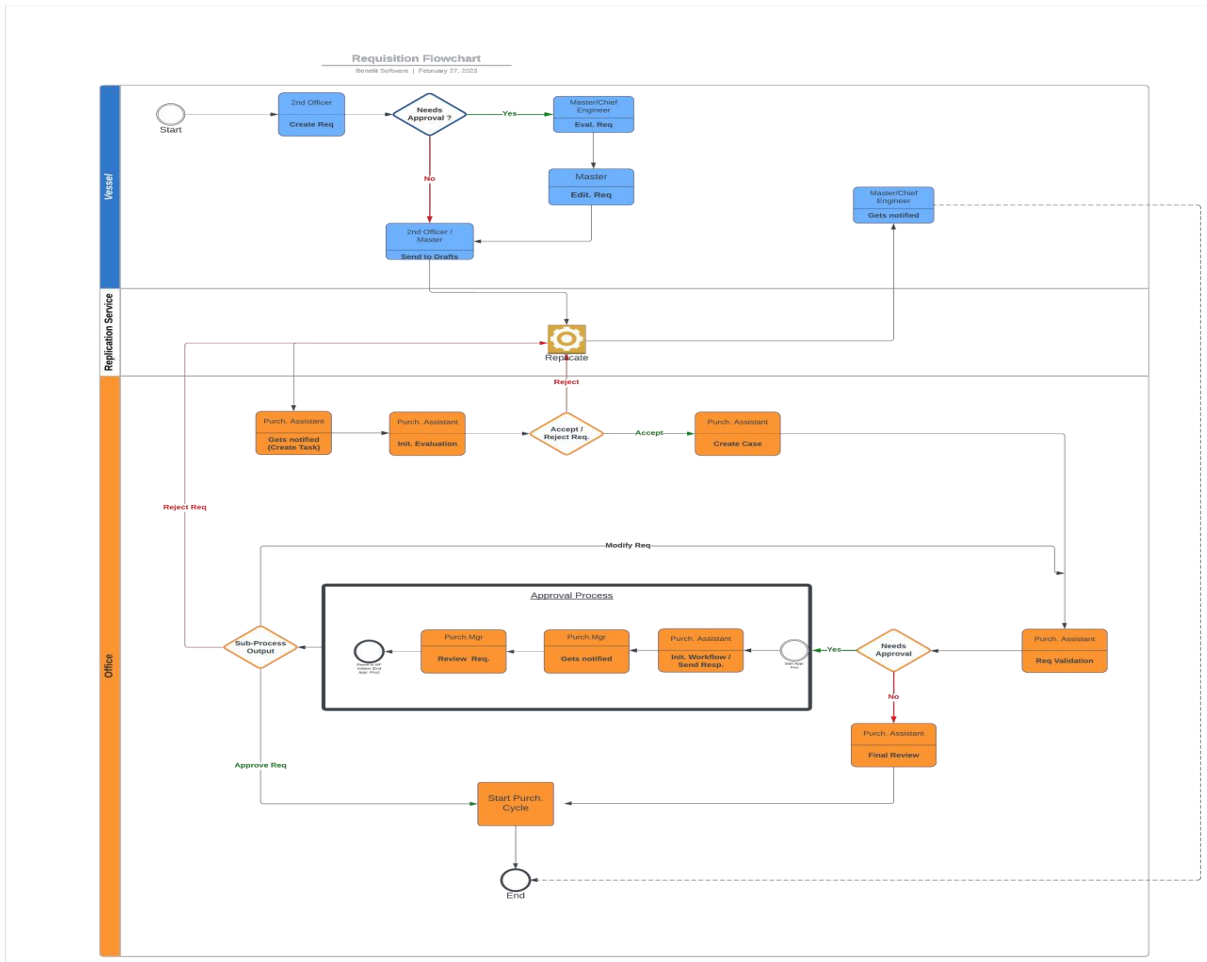 Requisition Flowchart
Benefit Software | February 27, 2023
Vessel
Start
2nd Officer
Create Req
Needs
Approval ?
Yes
No
Master/Chief
Engineer
Eval. Req
Master
Edit. Req
2nd Officer /
Master
Send to Drafts
Master/Chief
Engineer
Gets notified
Replication Service
Replicate
Office
Reject
Purch. Assistant
Gets notified
(Create Task)
Purch. Assistant
Init. Evaluation
Accept /
Reject Req.
Accept
Purch. Assistant
Create Case
Reject Req
Modify Req
Approval Process
Sub-Process
Output
Purch.Mgr
Review Req.
Purch.Mgr
Gets notified
Purch. Assistant
Init. Workflow /
Send Resp.
Start Appr.
Proc
Yes
Needs
Approval
Purch. Assistant
Req Validation
No
Purch. Assistant
Final Review
Approve Req
Start Purch.
Cycle
End